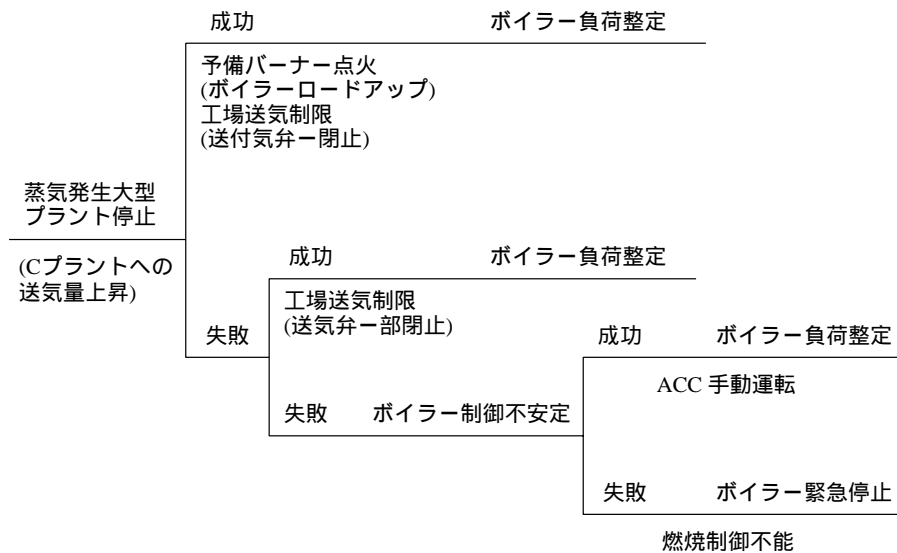 成功 ボイラー負荷整定
予備バーナー点火
(ボイラーロードアップ)
工場送気制限
(送付気弁ー閉止)
蒸気発生大型
プラント停止
(Cプラントへの
送気量上昇)
成功 ボイラー負荷整定
工場送気制限
(送気弁ー部閉止)
失敗
成功 ボイラー負荷整定
ACC 手動運転
失敗 ボイラー制御不安定
失敗 ボイラー緊急停止
燃焼制御不能